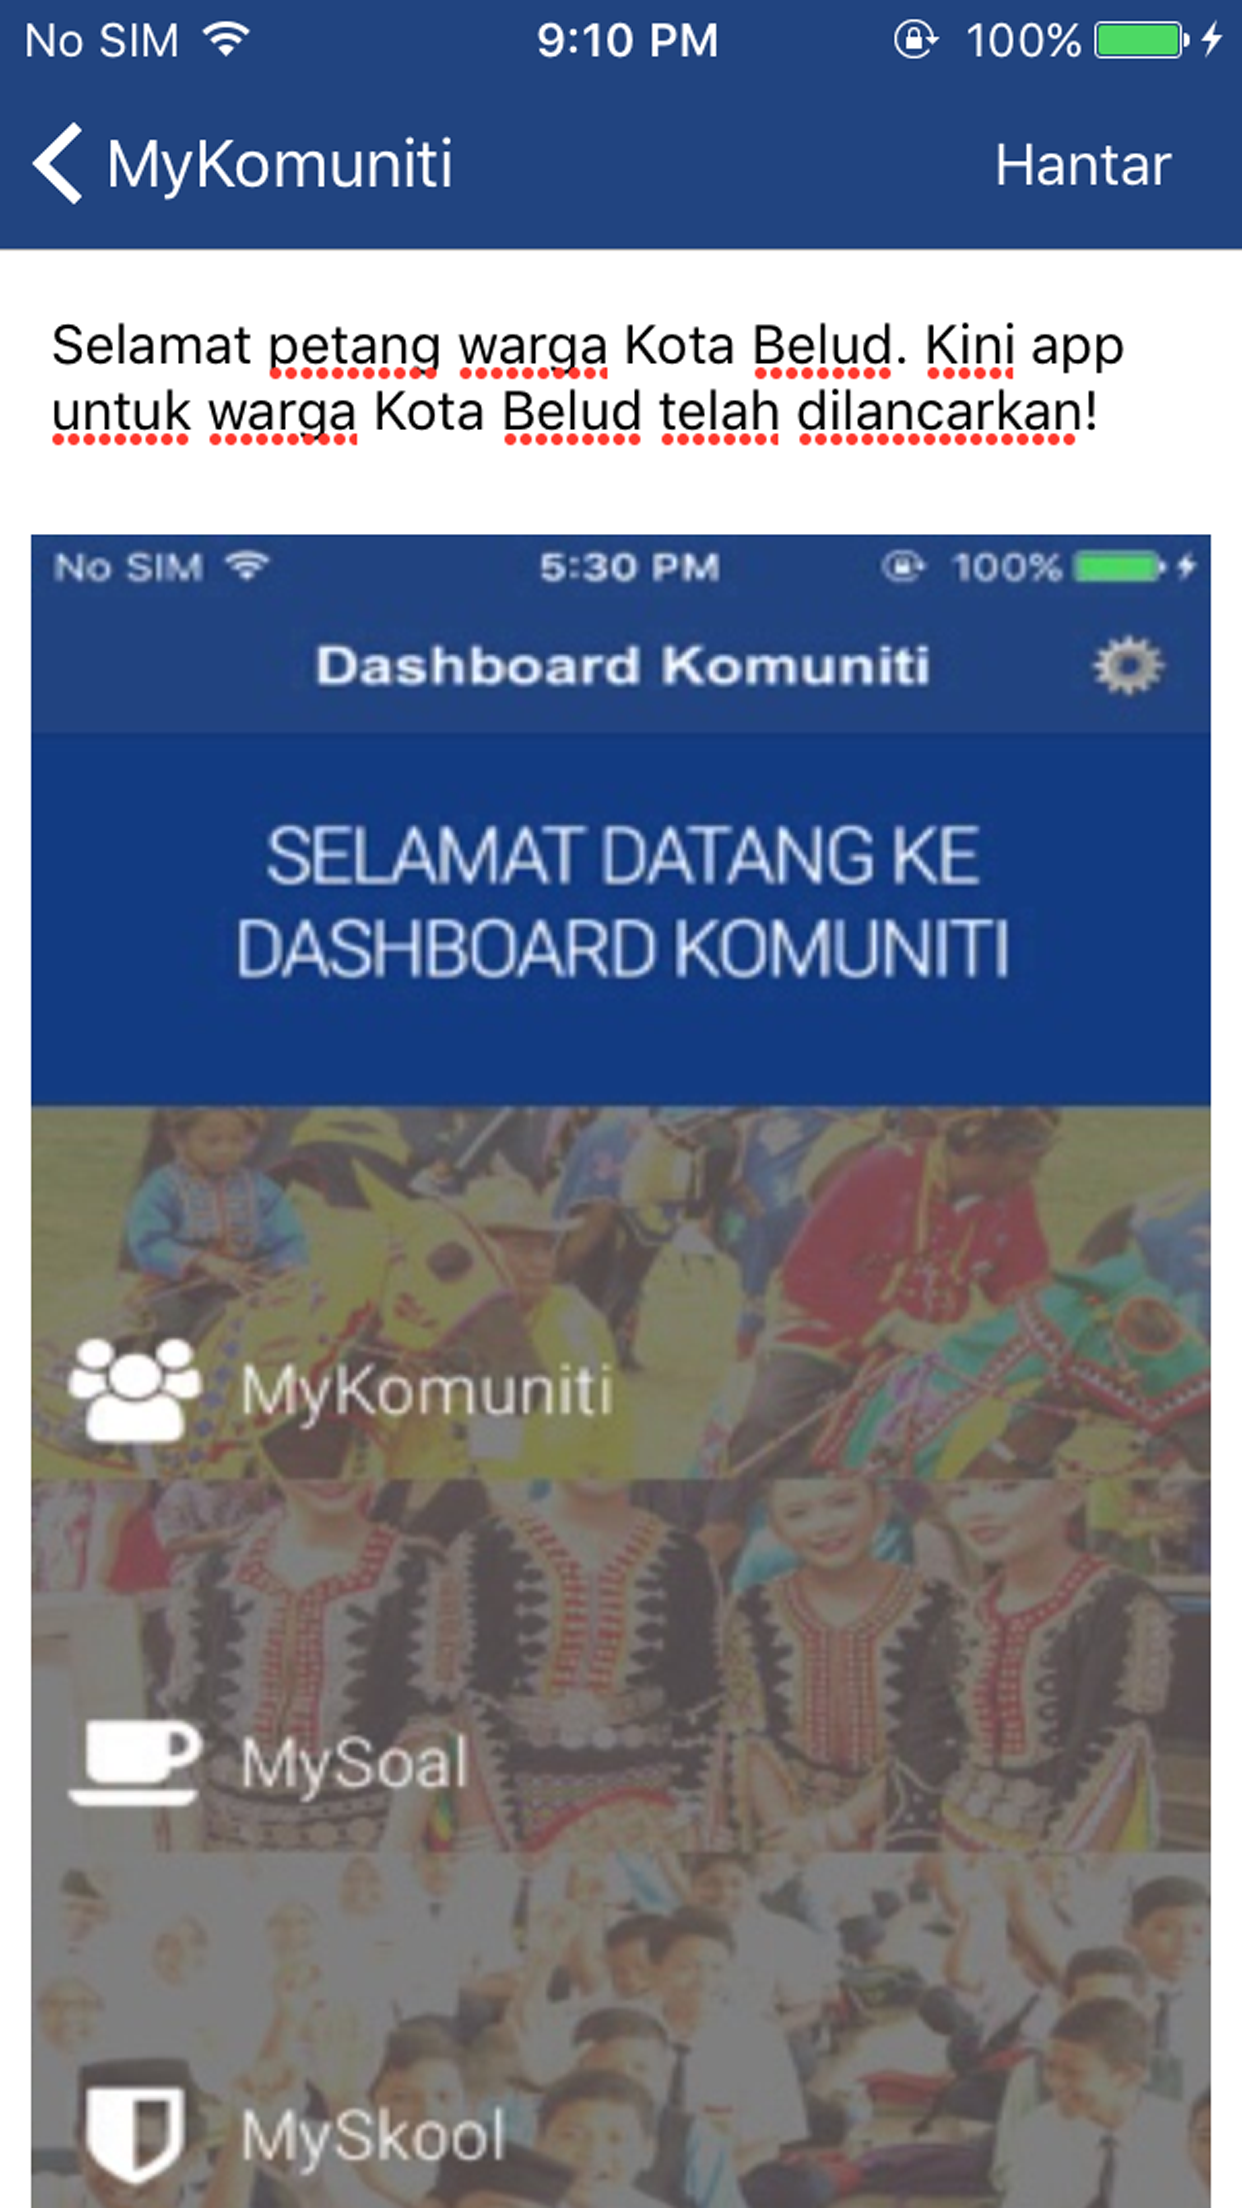 No SIM 9:10 PM 100%
MyKomuniti Hantar
Selamat petang warga Kota Belud. Kini app
untuk warga Kota Belud telah dilancarkan!
No SIM 5:30 PM 100%
Dashboard Komuniti
SELAMAT DATANG KE
DASHBOARD KOMUNITI
MyKomuniti
MySoal
MySkool